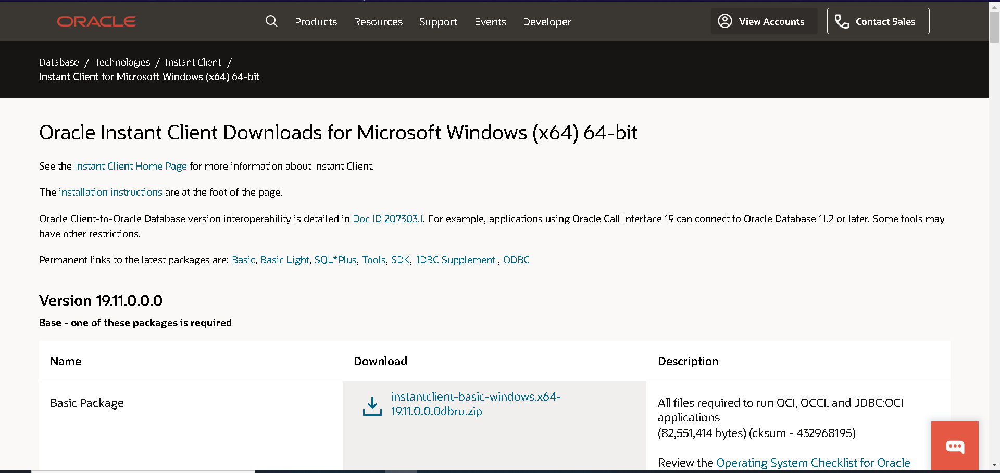 ORACLE
Products
Resources
Support
Events
Developer
View Accounts
Contact Sales
Database / Technologies / Instant Client /
Instant Client for Microsoft Windows (x64) 64-bit
Oracle Instant Client Downloads for Microsoft Windows (x64) 64-bit
See the Instant Client Home Page for more information about Instant Client.
The installation instructions are at the foot of the page.
Oracle Client-to-Oracle Database version interoperability is detailed in Doc ID 207303.1. For example, applications using Oracle Call Interface 19 can connect to Oracle Database 11.2 or later. Some tools may
have other restrictions.
Permanent links to the latest packages are: Basic, Basic Light, SQL*Plus, Tools, SDK, JDBC Supplement , ODBC
Version 19.11.0.0.0
Base - one of these packages is required
Name
Download
Description
Basic Package
instantclient-basic-windows.x64-
19.11.0.0.0dbru.zip
All files required to run OCI, OCCI, and JDBC:OCI
applications
(82,551,414 bytes) (cksum - 432968195)
Review the Operating System Checklist for Oracle